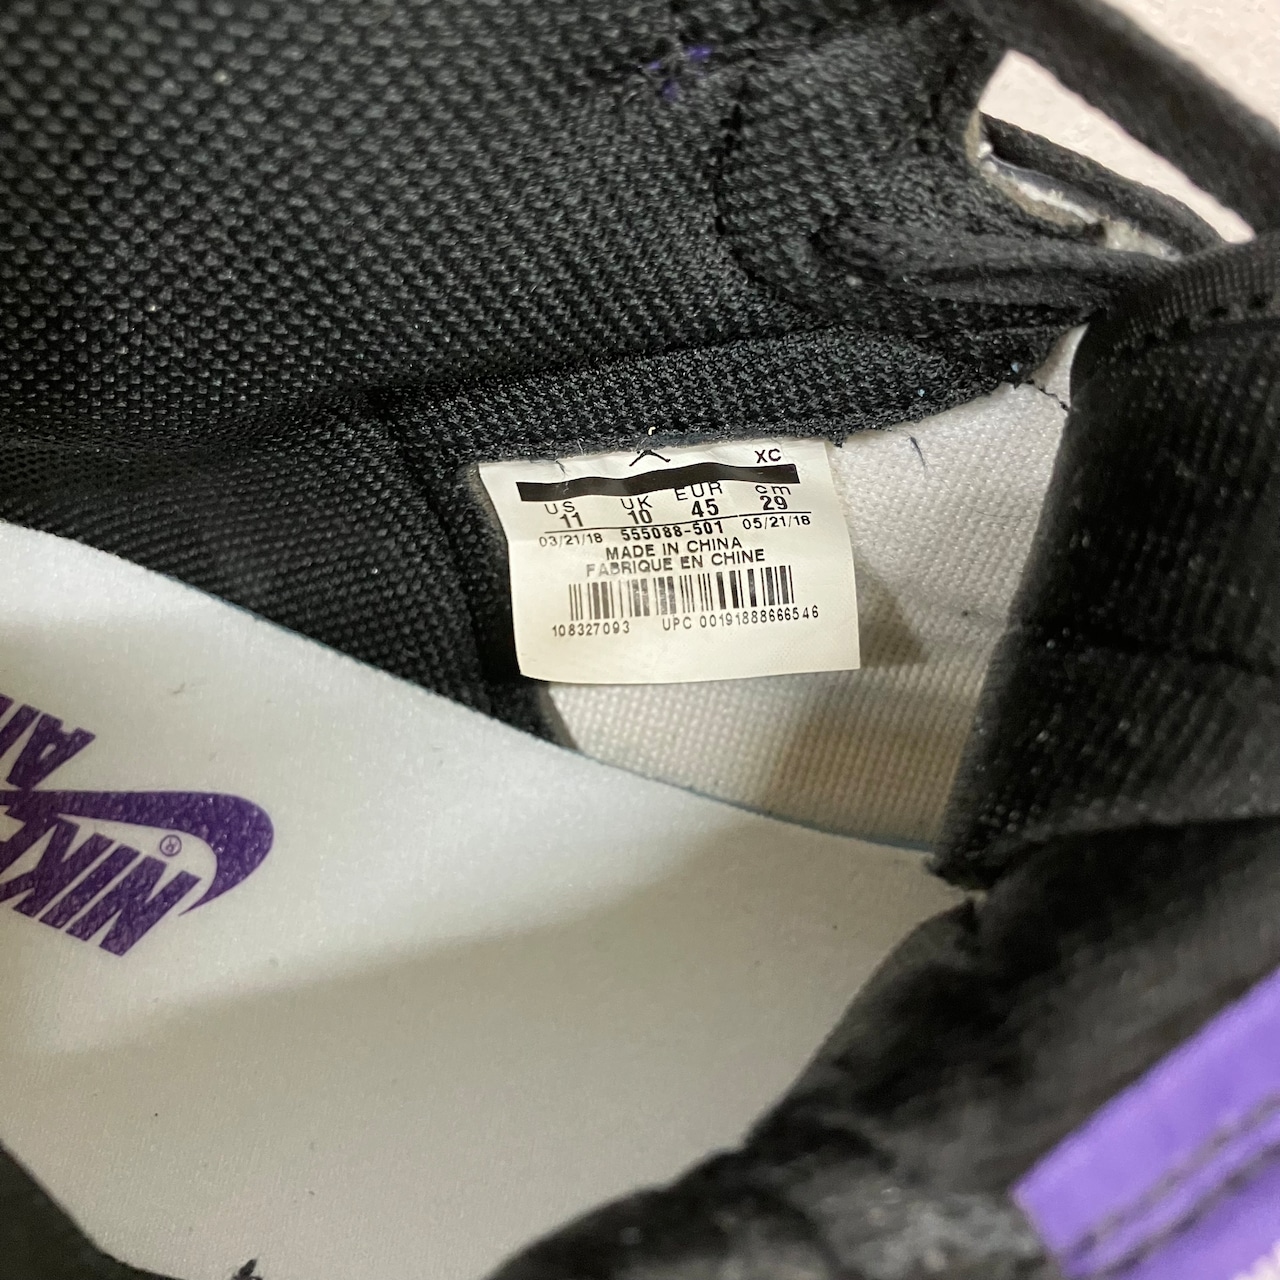 XC
US UK EUR cm
11 10 45 29
03/21/18 555088-501 05/21/18
MADE IN CHINA
FABRIQUE EN CHINE
108327093 UPC 00191888666546
NIKE®